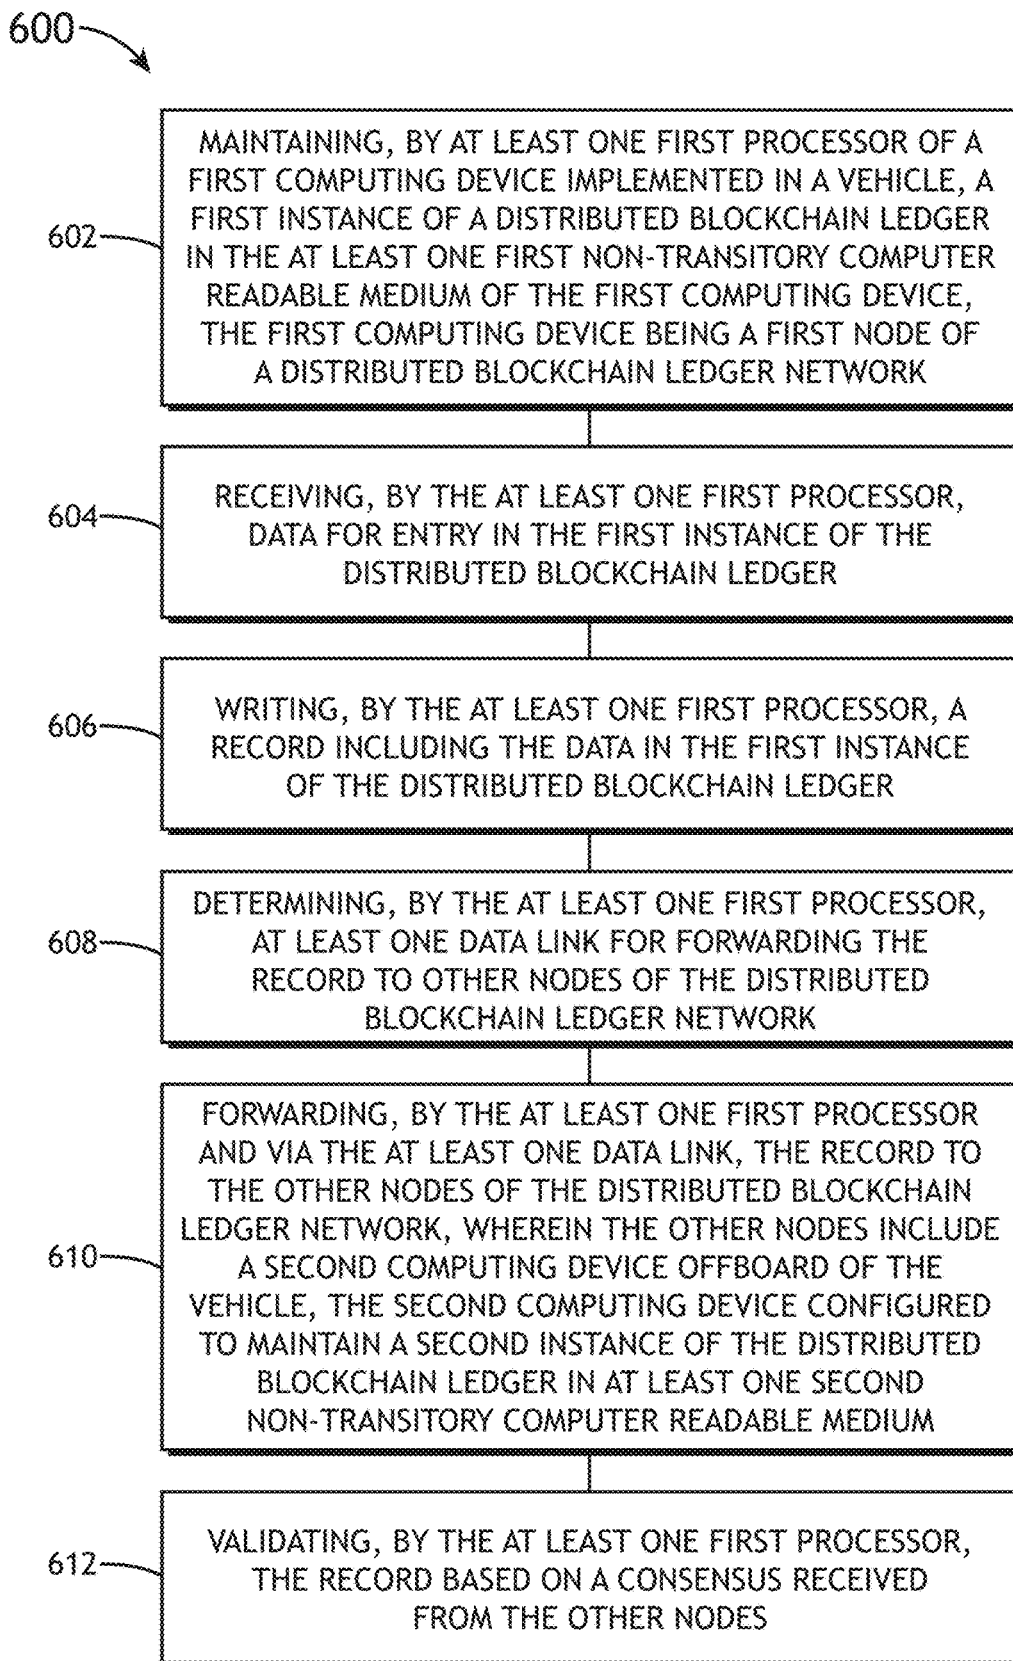 600
602
MAINTAINING, BY AT LEAST ONE FIRST PROCESSOR OF A
FIRST COMPUTING DEVICE IMPLEMENTED IN A VEHICLE, A
FIRST INSTANCE OF A DISTRIBUTED BLOCKCHAIN LEDGER
IN THE AT LEAST ONE FIRST NON-TRANSITORY COMPUTER
READABLE MEDIUM OF THE FIRST COMPUTING DEVICE,
THE FIRST COMPUTING DEVICE BEING A FIRST NODE OF
A DISTRIBUTED BLOCKCHAIN LEDGER NETWORK
604
RECEIVING, BY THE AT LEAST ONE FIRST PROCESSOR,
DATA FOR ENTRY IN THE FIRST INSTANCE OF THE
DISTRIBUTED BLOCKCHAIN LEDGER
606
WRITING, BY THE AT LEAST ONE FIRST PROCESSOR, A
RECORD INCLUDING THE DATA IN THE FIRST INSTANCE
OF THE DISTRIBUTED BLOCKCHAIN LEDGER
608
DETERMINING, BY THE AT LEAST ONE FIRST PROCESSOR,
AT LEAST ONE DATA LINK FOR FORWARDING THE
RECORD TO OTHER NODES OF THE DISTRIBUTED
BLOCKCHAIN LEDGER NETWORK
610
FORWARDING, BY THE AT LEAST ONE FIRST PROCESSOR
AND VIA THE AT LEAST ONE DATA LINK, THE RECORD TO
THE OTHER NODES OF THE DISTRIBUTED BLOCKCHAIN
LEDGER NETWORK, WHEREIN THE OTHER NODES INCLUDE
A SECOND COMPUTING DEVICE OFFBOARD OF THE
VEHICLE, THE SECOND COMPUTING DEVICE CONFIGURED
TO MAINTAIN A SECOND INSTANCE OF THE DISTRIBUTED
BLOCKCHAIN LEDGER IN AT LEAST ONE SECOND
NON-TRANSITORY COMPUTER READABLE MEDIUM
612
VALIDATING, BY THE AT LEAST ONE FIRST PROCESSOR,
THE RECORD BASED ON A CONSENSUS RECEIVED
FROM THE OTHER NODES